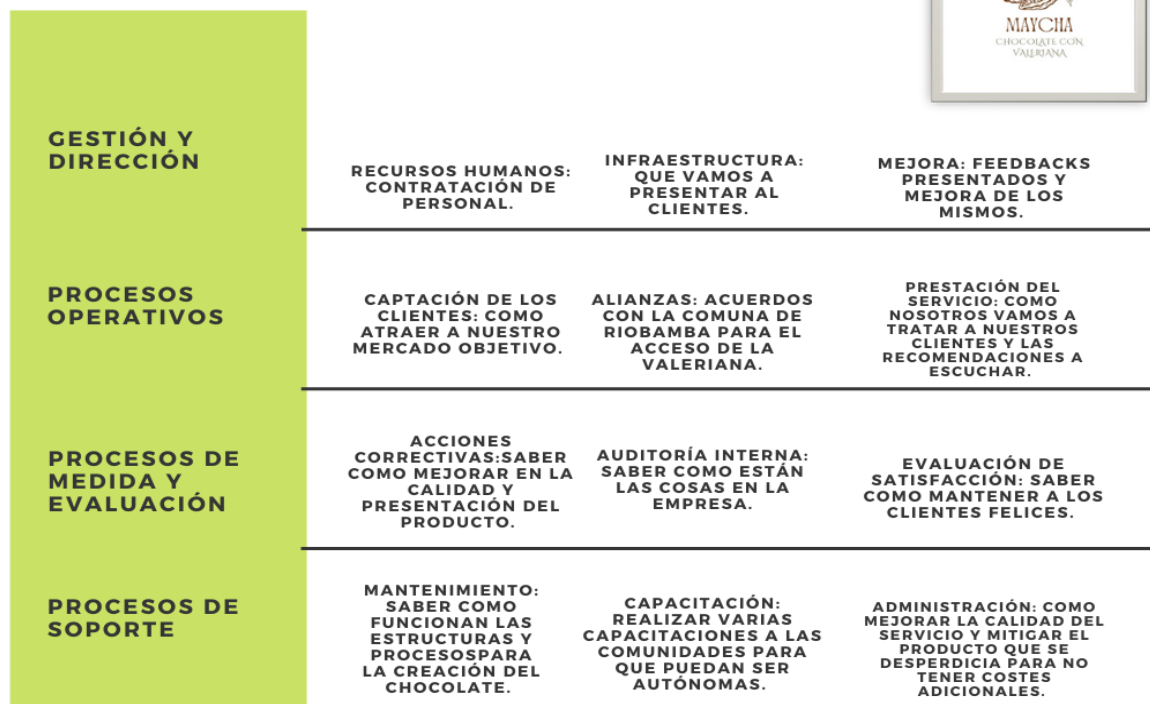 MAYCHA
CHOCOLATE CON
VALERIANA
GESTIÓN Y
DIRECCIÓN
RECURSOS HUMANOS:
CONTRATACIÓN DE
PERSONAL.
INFRAESTRUCTURA:
QUE VAMOS A
PRESENTAR AL
CLIENTES.
MEJORA: FEEDBACKS
PRESENTADOS Y
MEJORA DE LOS
MISMOS.
PROCESOS
OPERATIVOS
CAPTACIÓN DE LOS
CLIENTES: COMO
ATRAER A NUESTRO
MERCADO OBJETIVO.
ALIANZAS: ACUERDOS
CON LA COMUNA DE
RIOBAMBA PARA EL
ACCESO DE LA
VALERIANA.
PRESTACIÓN DEL
SERVICIO: COMO
NOSOTROS VAMOS A
TRATAR A NUESTROS
CLIENTES Y LAS
RECOMENDACIONES A
ESCUCHAR.
PROCESOS DE
MEDIDA Y
EVALUACIÓN
ACCIONES
CORRECTIVAS:SABER
COMO MEJORAR EN LA
CALIDAD Y
PRESENTACIÓN DEL
PRODUCTO.
AUDITORÍA INTERNA:
SABER COMO ESTÁN
LAS COSAS EN LA
EMPRESA.
EVALUACIÓN DE
SATISFACCIÓN: SABER
COMO MANTENER A LOS
CLIENTES FELICES.
PROCESOS DE
SOPORTE
MANTENIMIENTO:
SABER COMO
FUNCIONAN LAS
ESTRUCTURAS Y
PROCESOSPARA
LA CREACIÓN DEL
CHOCOLATE.
CAPACITACIÓN:
REALIZAR VARIAS
CAPACITACIONES A LAS
COMUNIDADES PARA
QUE PUEDAN SER
AUTÓNOMAS.
ADMINISTRACIÓN: COMO
MEJORAR LA CALIDAD DEL
SERVICIO Y MITIGAR EL
PRODUCTO QUE SE
DESPERDICIA PARA NO
TENER COSTES
ADICIONALES.